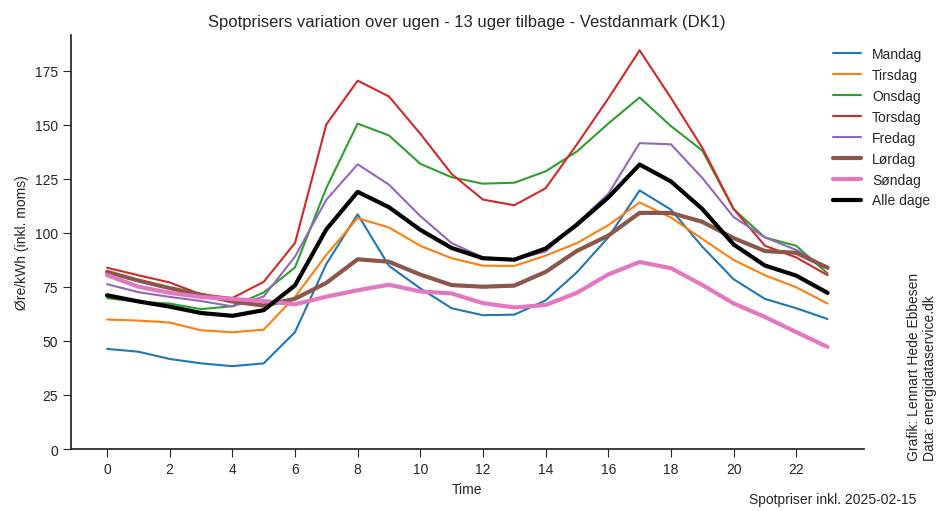 Spotprisers variation over ugen - 13 uger tilbage - Vestdanmark (DK1)
Øre/kWh (inkl. moms)
175
150
125
100
75
50
25
0
0 2 4 6 8 10 12 14 16 18 20 22
Time
Mandag
Tirsdag
Onsdag
Torsdag
Fredag
Lørdag
Søndag
Alle dage
Grafik: Lennart Hede Ebbesen
Data: energidataservice.dk
Spotpriser inkl. 2025-02-15